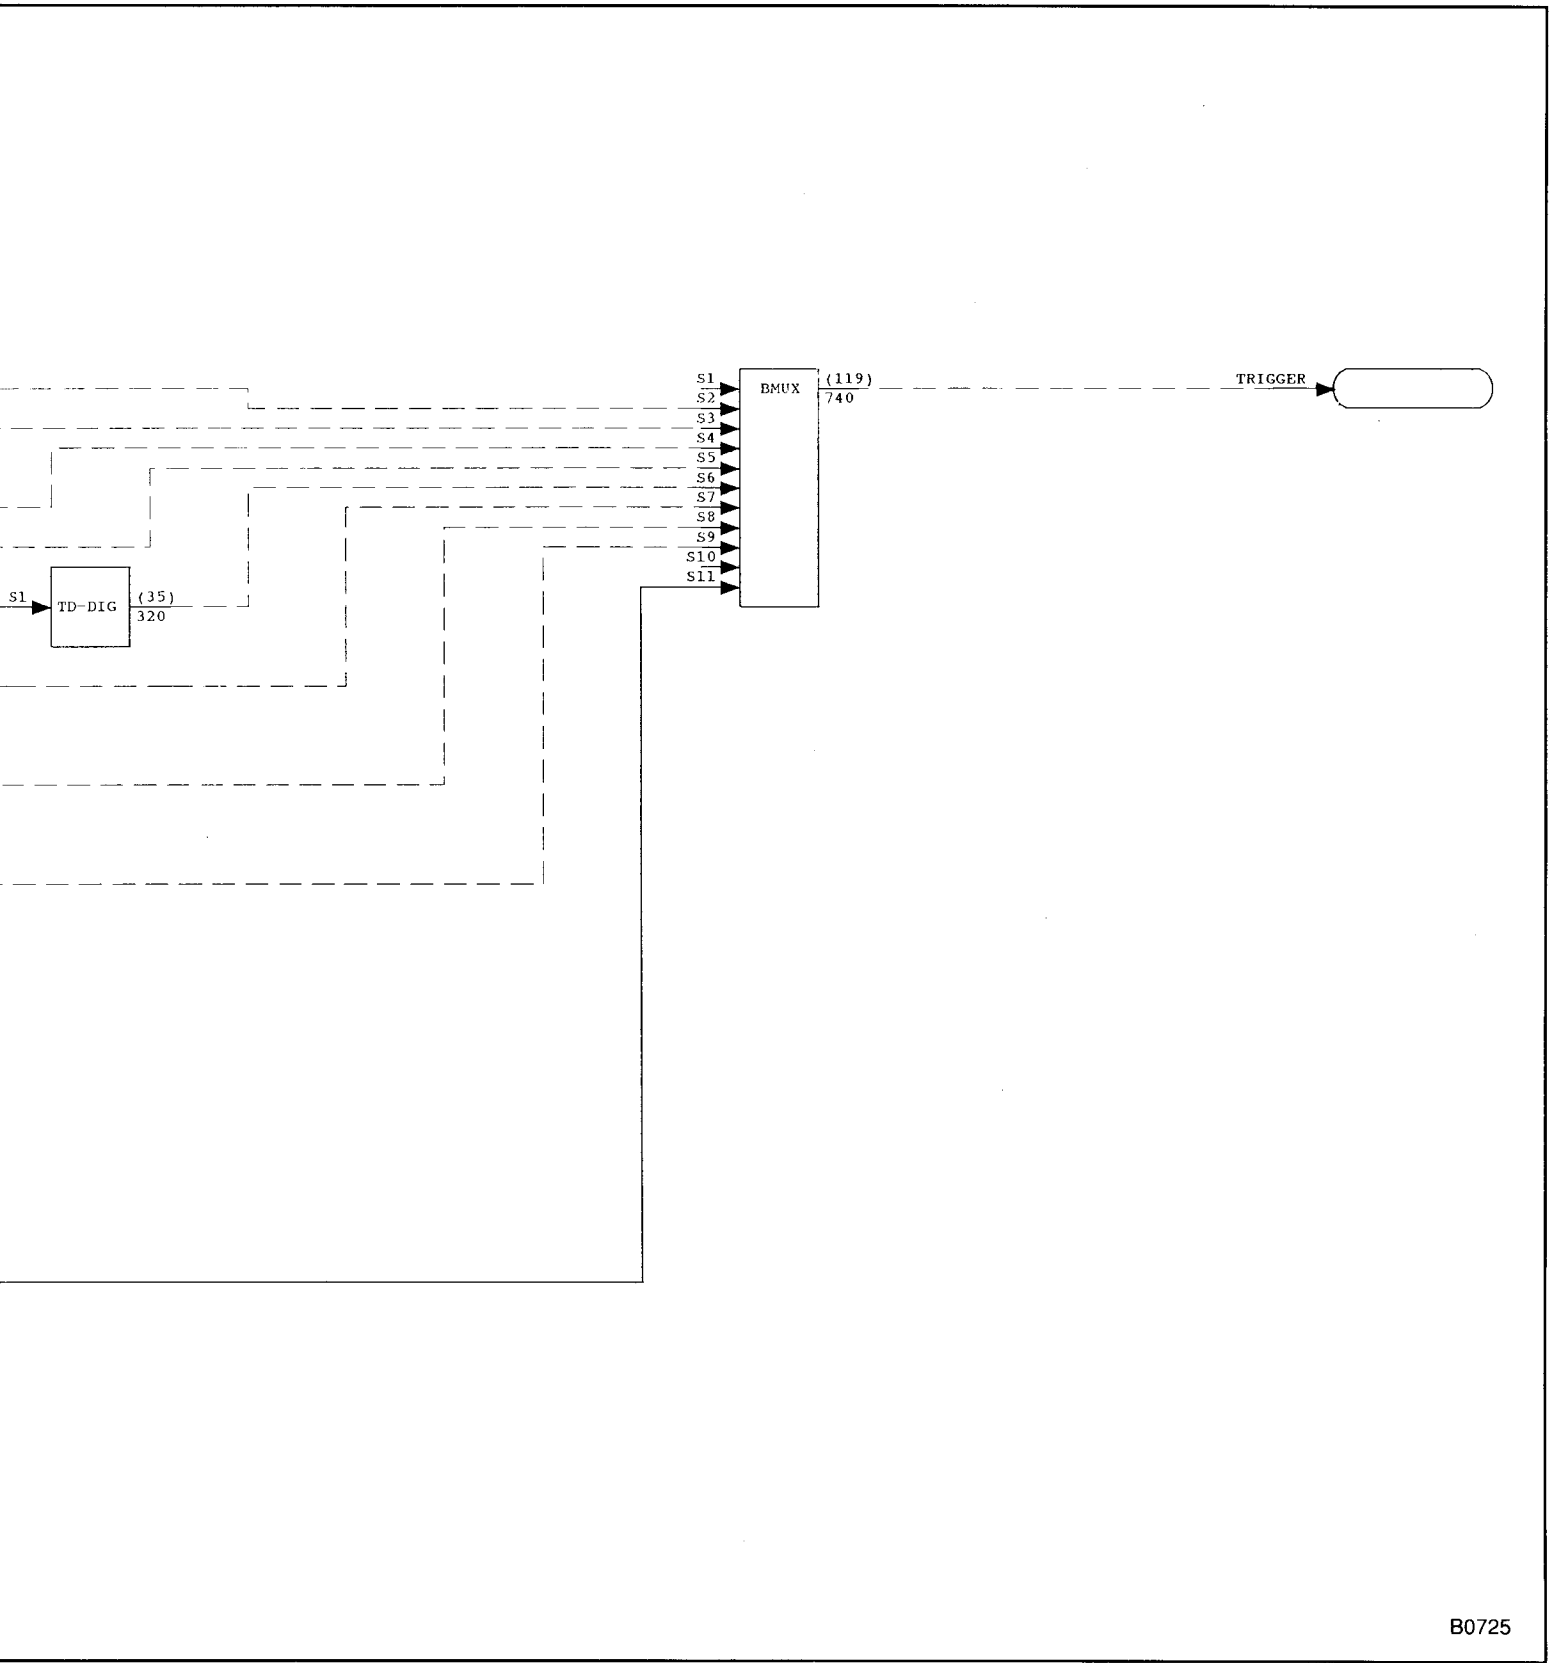 S1
BMUX
(119)
740
TRIGGER
S2
S3
S4
S5
S6
S7
S8
S9
S10
S11
S1
TD-DIG
(35)
320
B0725